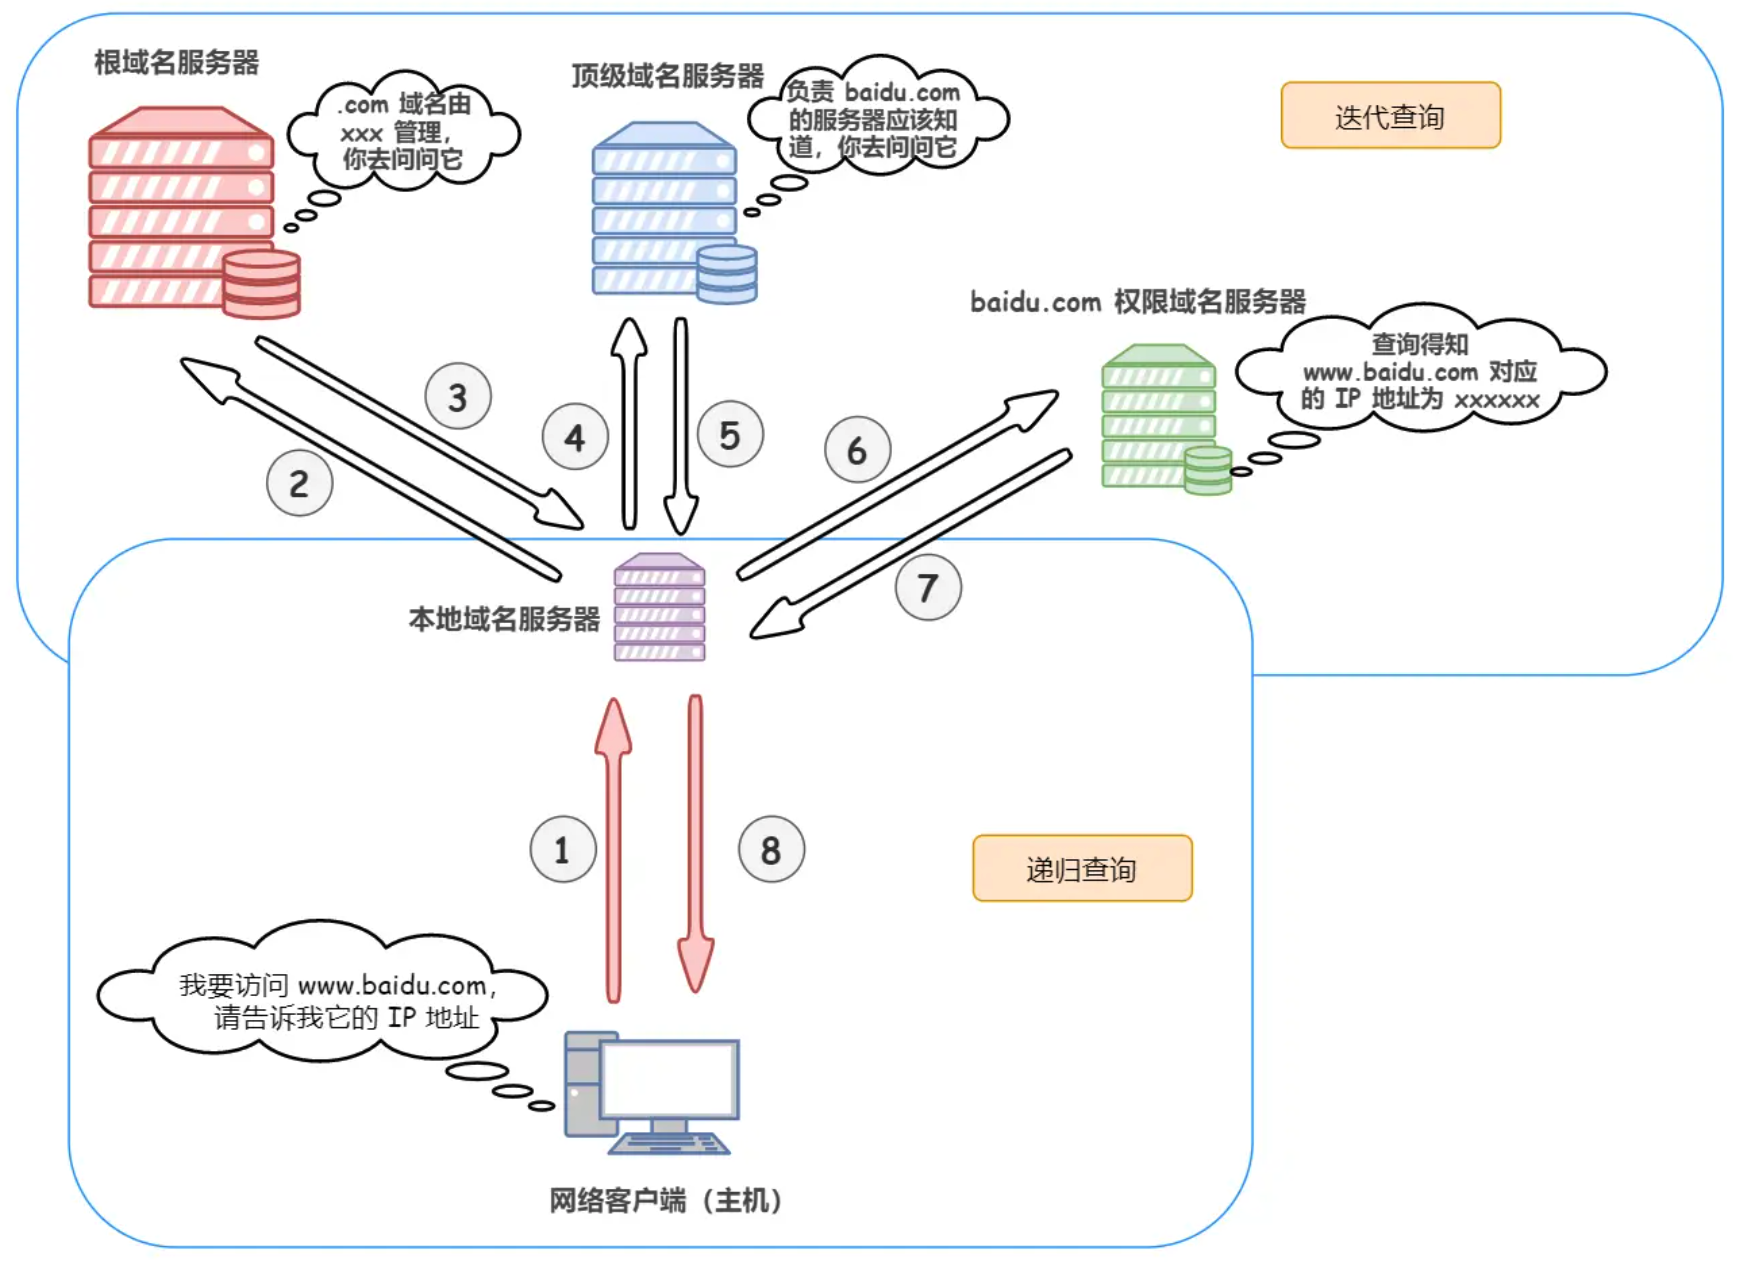 根域名服务器
.com 域名由
xxx 管理，
你去问问它
顶级域名服务器
负责 baidu.com
的服务器应该知
道，你去问问它
迭代查询
baidu.com 权限域名服务器
查询得知
www.baidu.com 对应
的 IP 地址为 xxxxxx
3
4
5
6
2
7
本地域名服务器
1
8
递归查询
我要访问 www.baidu.com，
请告诉我它的 IP 地址
网络客户端（主机）